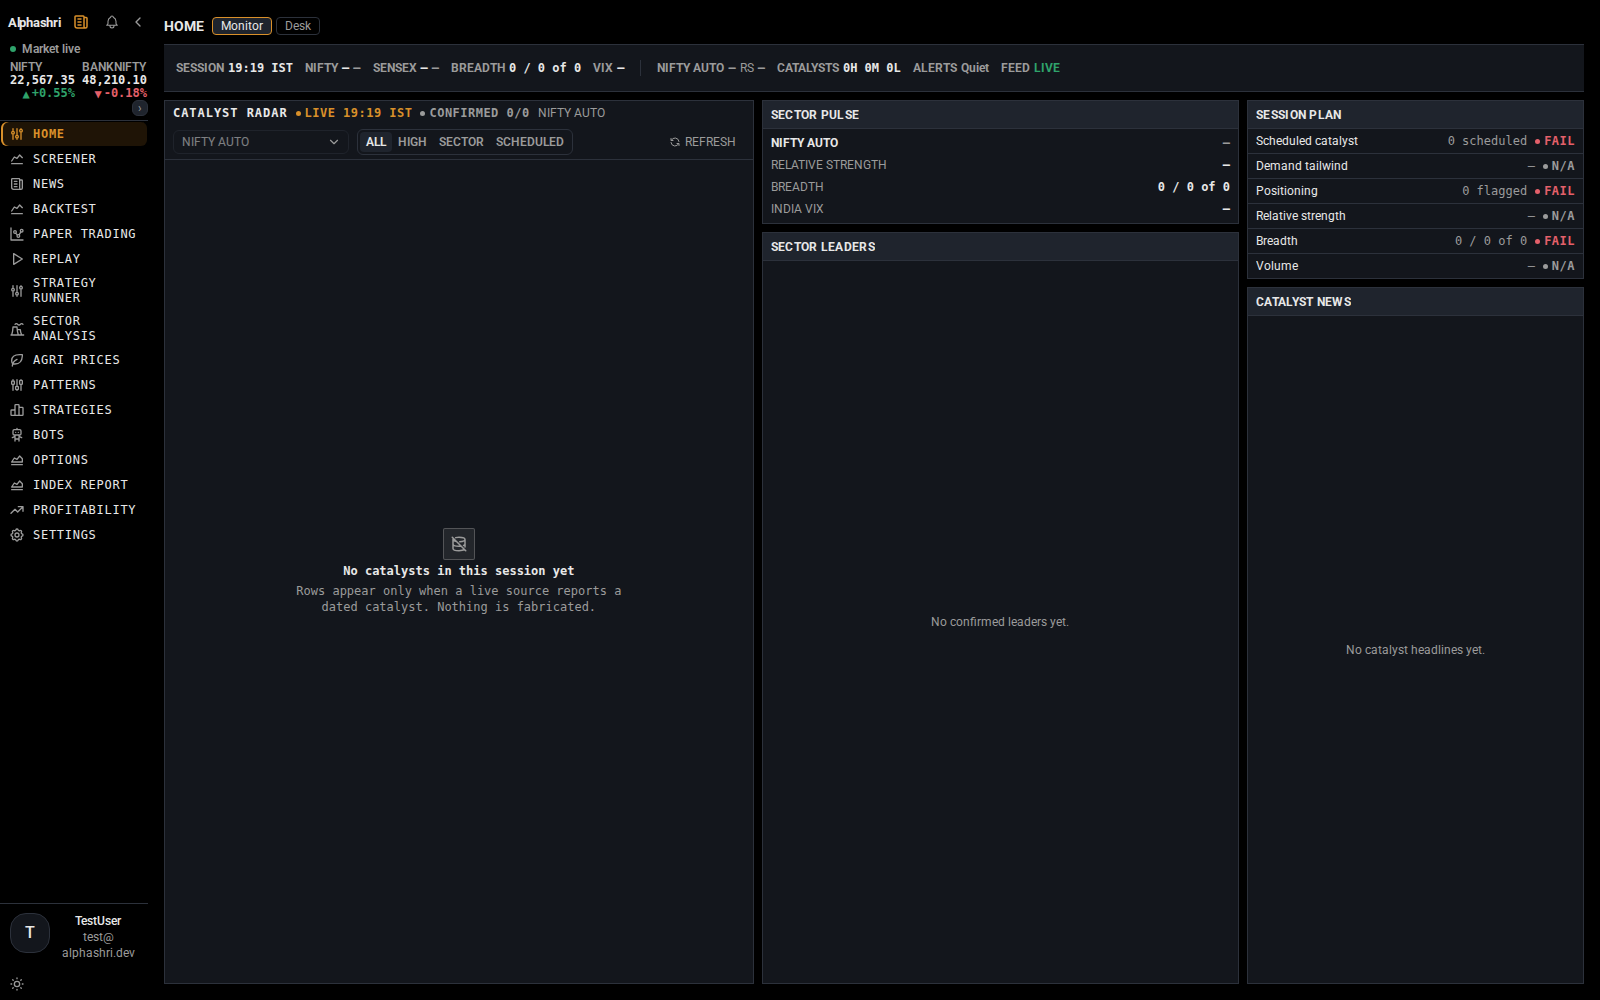 Alphashri
Market live
NIFTY BANKNIFTY
22,567.35 48,210.10
▲+0.55% ▼-0.18%
›
HOME
SCREENER
NEWS
BACKTEST
PAPER TRADING
REPLAY
STRATEGY
RUNNER
SECTOR
ANALYSIS
AGRI PRICES
PATTERNS
STRATEGIES
BOTS
OPTIONS
INDEX REPORT
PROFITABILITY
SETTINGS
T
TestUser
test@
alphashri.dev
HOME Monitor Desk
SESSION 19:19 IST NIFTY – – SENSEX – – BREADTH 0 / 0 of 0 VIX – NIFTY AUTO – RS – CATALYSTS 0H 0M 0L ALERTS Quiet FEED LIVE
CATALYST RADAR LIVE 19:19 IST CONFIRMED 0/0 NIFTY AUTO
NIFTY AUTO ALL HIGH SECTOR SCHEDULED REFRESH
No catalysts in this session yet
Rows appear only when a live source reports a
dated catalyst. Nothing is fabricated.
SECTOR PULSE
NIFTY AUTO –
RELATIVE STRENGTH –
BREADTH 0 / 0 of 0
INDIA VIX –
SECTOR LEADERS
No confirmed leaders yet.
SESSION PLAN
Scheduled catalyst 0 scheduled FAIL
Demand tailwind – N/A
Positioning 0 flagged FAIL
Relative strength – N/A
Breadth 0 / 0 of 0 FAIL
Volume – N/A
CATALYST NEWS
No catalyst headlines yet.